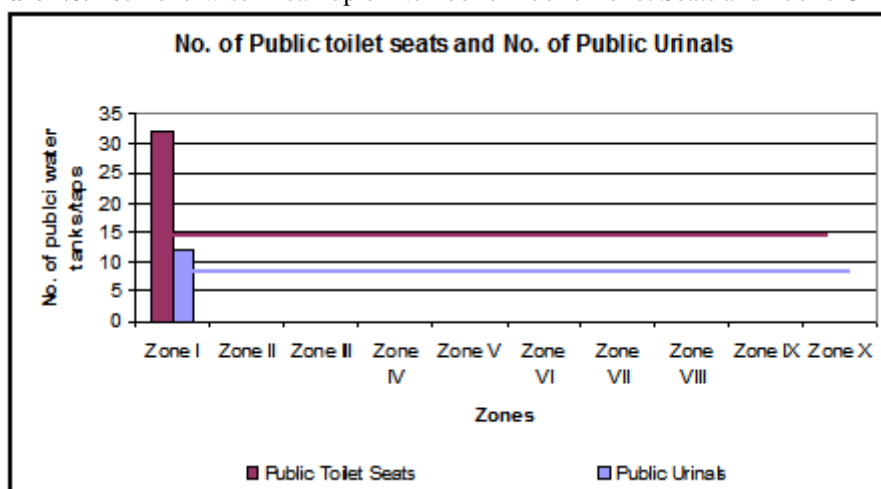 No. of Public toilet seats and No. of Public Urinals
No. of publci water
tanks/taps
35
30
25
20
15
10
5
0
Zone I Zone II Zone III Zone IV Zone V Zone VI Zone VII Zone VIII Zone IX Zone X
Zones
Public Toilet Seats Public Urinals